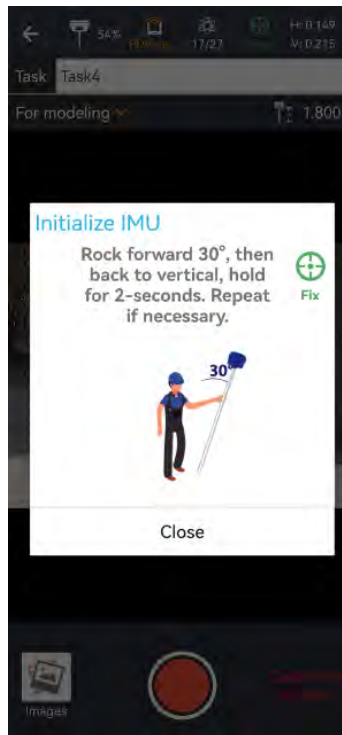 54%
17/27
H: 0.149
V: 0.215
Task Task4
For modeling 1.800
Initialize IMU
Rock forward 30°, then
back to vertical, hold
for 2-seconds. Repeat
if necessary.
Fix
30°
Close
Images